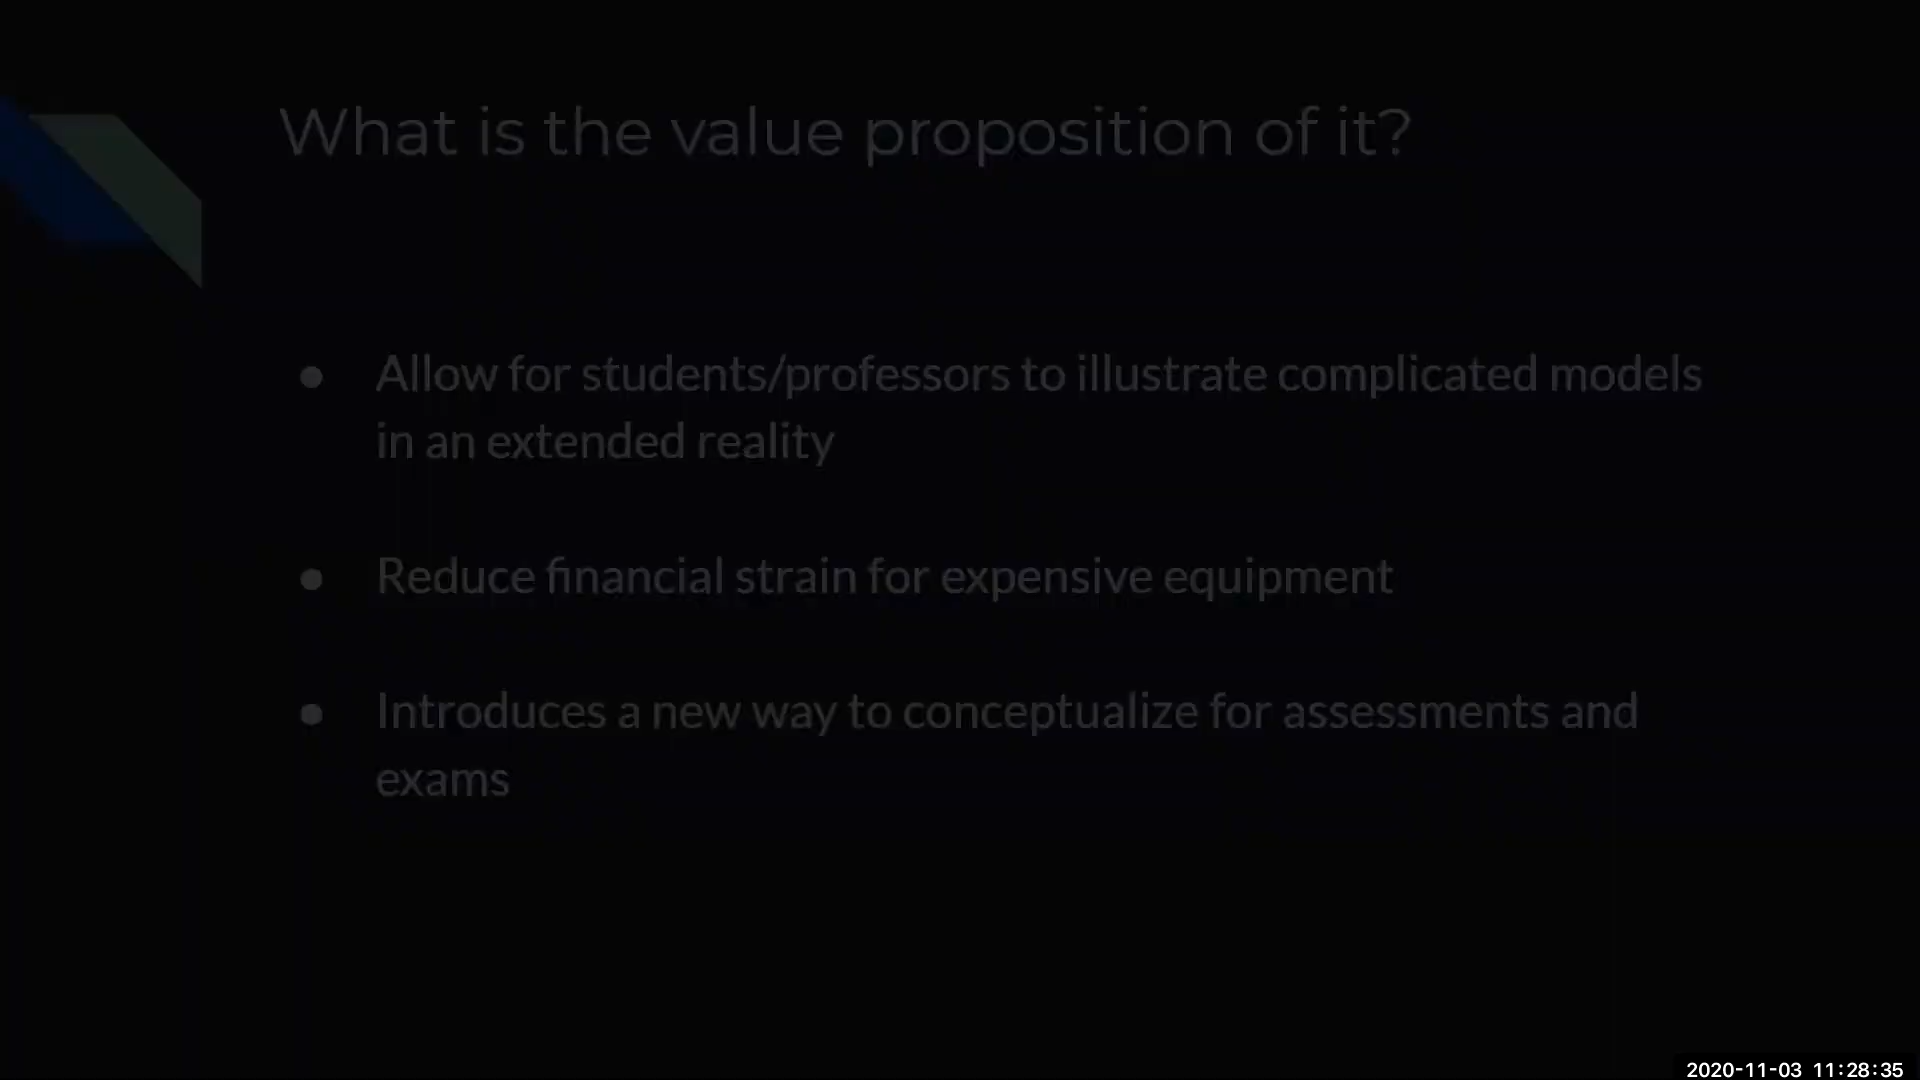 What is the value proposition of it?
● Allow for students/professors to illustrate complicated models
in an extended reality
● Reduce financial strain for expensive equipment
● Introduces a new way to conceptualize for assessments and
exams
2020-11-03 11:28:35